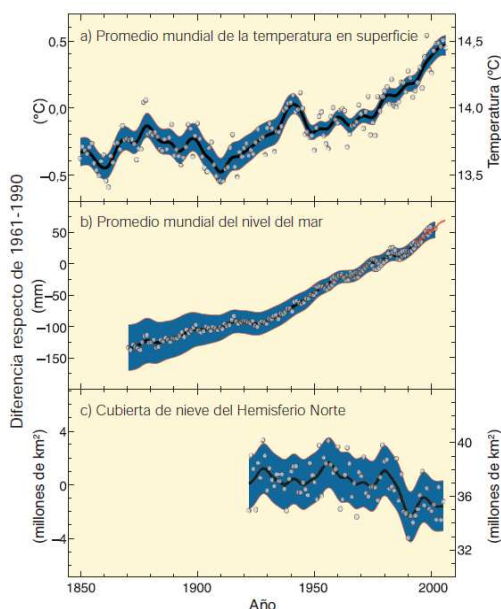 a) Promedio mundial de la temperatura en superficie
0.5
0.0
−0.5
(°C)
14.5
14.0
13.5
Temperatura (°C)
b) Promedio mundial del nivel del mar
50
0
−50
−100
−150
(mm)
Diferencia respecto de 1961-1990
c) Cubierta de nieve del Hemisferio Norte
4
0
−4
(millones de km²)
40
36
32
(millones de km²)
1850 1900 1950 2000
Año